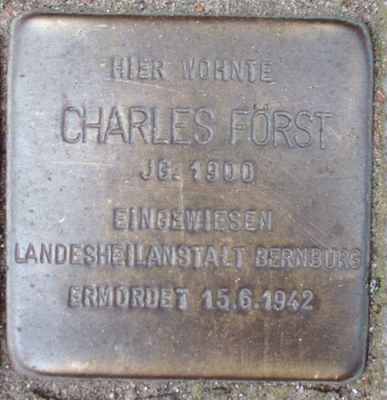 HIER WOHNTE
CHARLES FÖRST
JG. 1900
EINGEWIESEN
LANDESHEILANSTALT BERNBURG
ERMORDET 15.6.1942